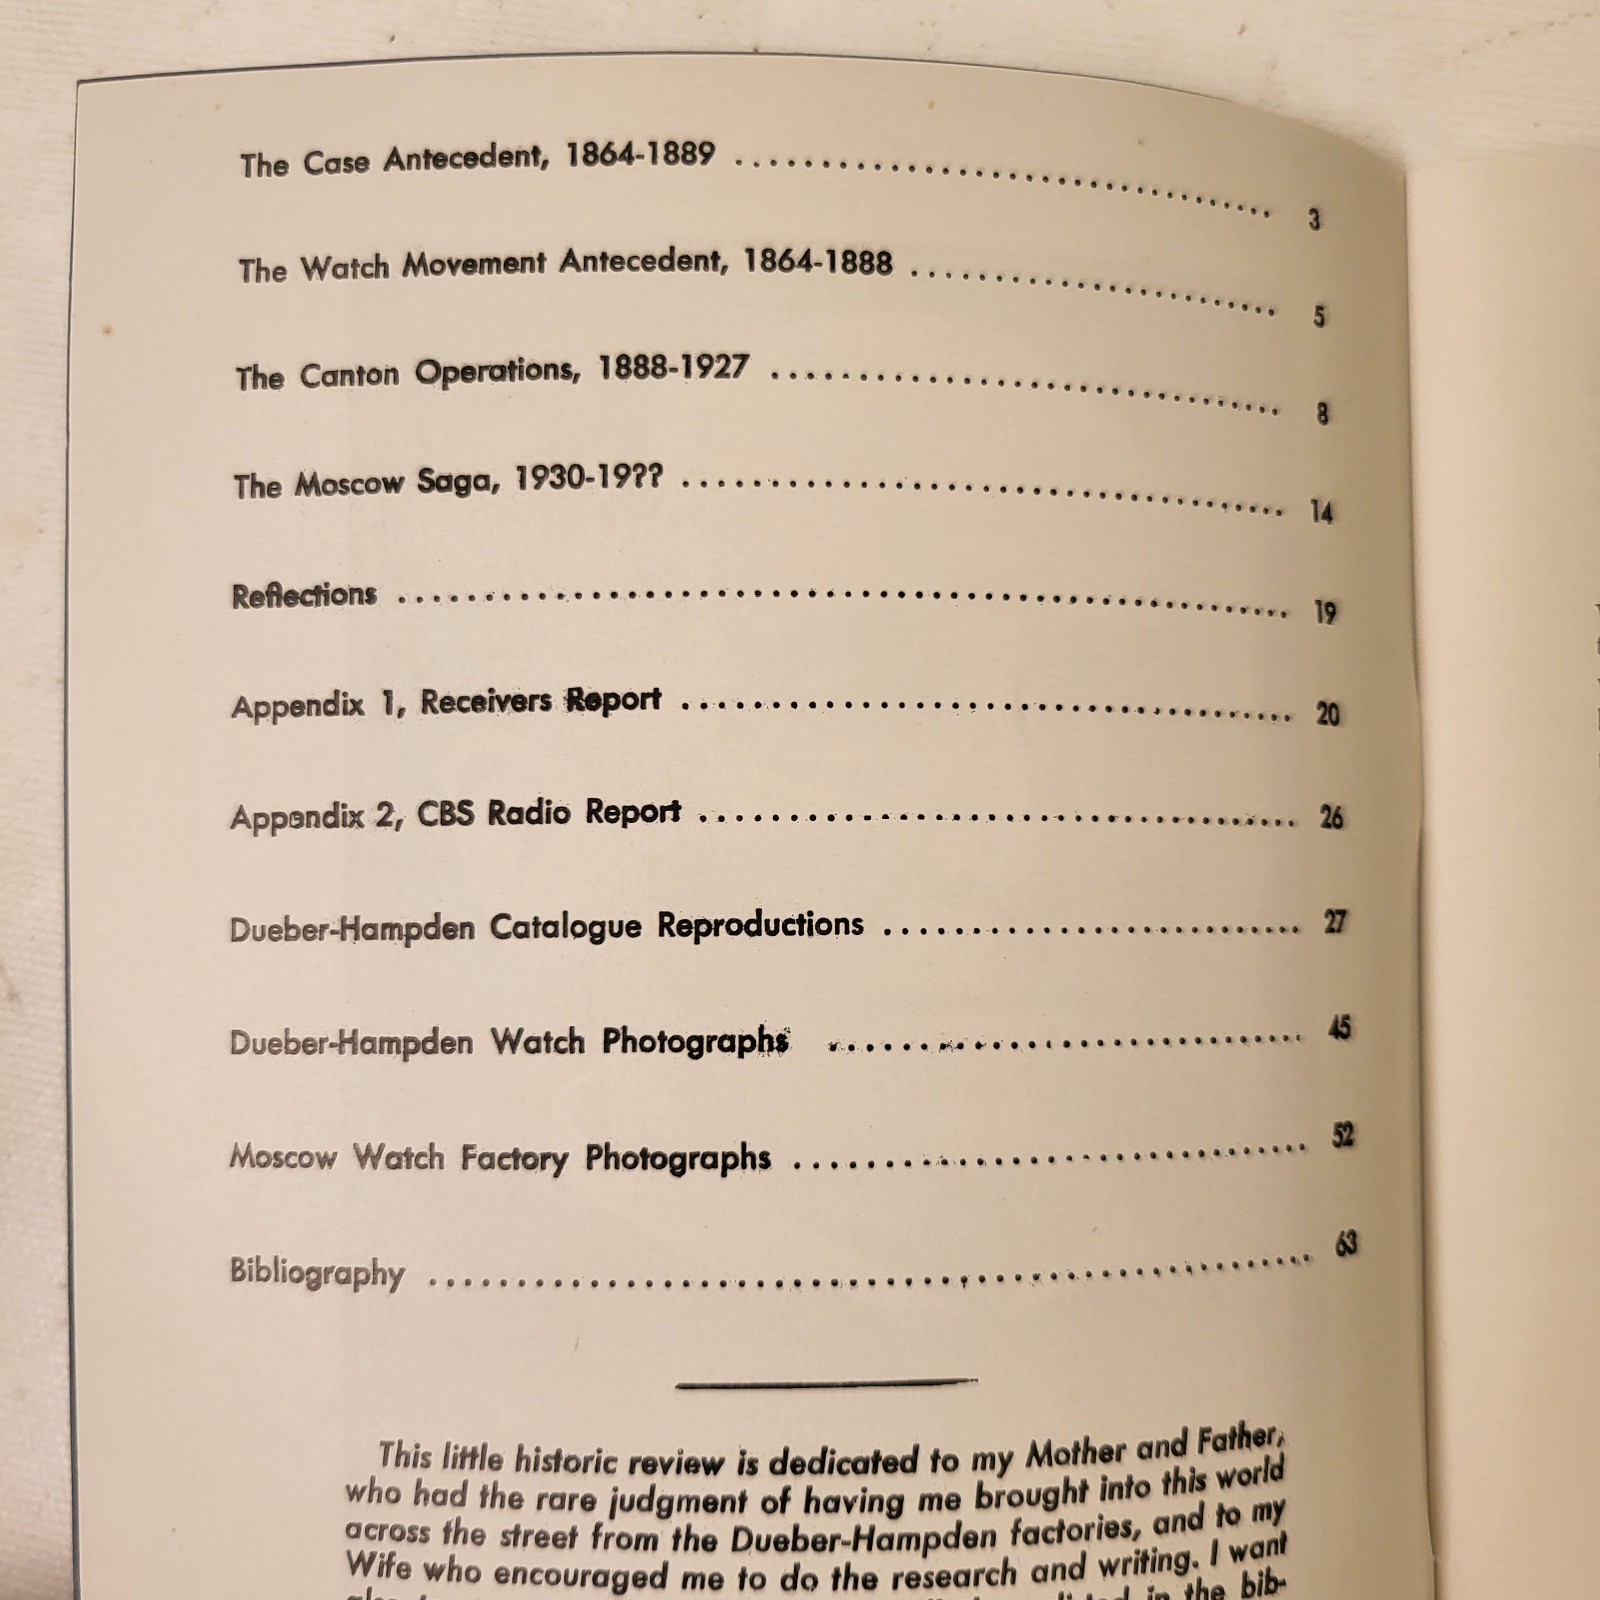 The Case Antecedent, 1864-1889 ........................................ 3
The Watch Movement Antecedent, 1864-1888 ........................... 5
The Canton Operations, 1888-1927 ..................................... 8
The Moscow Saga, 1930-19?? ........................................... 14
Reflections ............................................................. 19
Appendix 1, Receivers Report .......................................... 20
Appendix 2, CBS Radio Report ......................................... 26
Dueber-Hampden Catalogue Reproductions ............................. 27
Dueber-Hampden Watch Photographs ................................... 45
Moscow Watch Factory Photographs .................................... 52
Bibliography ........................................................... 63
This little historic review is dedicated to my Mother and Father,
who had the rare judgment of having me brought into this world
across the street from the Dueber-Hampden factories, and to my
Wife who encouraged me to do the research and writing. I want
in the bib-